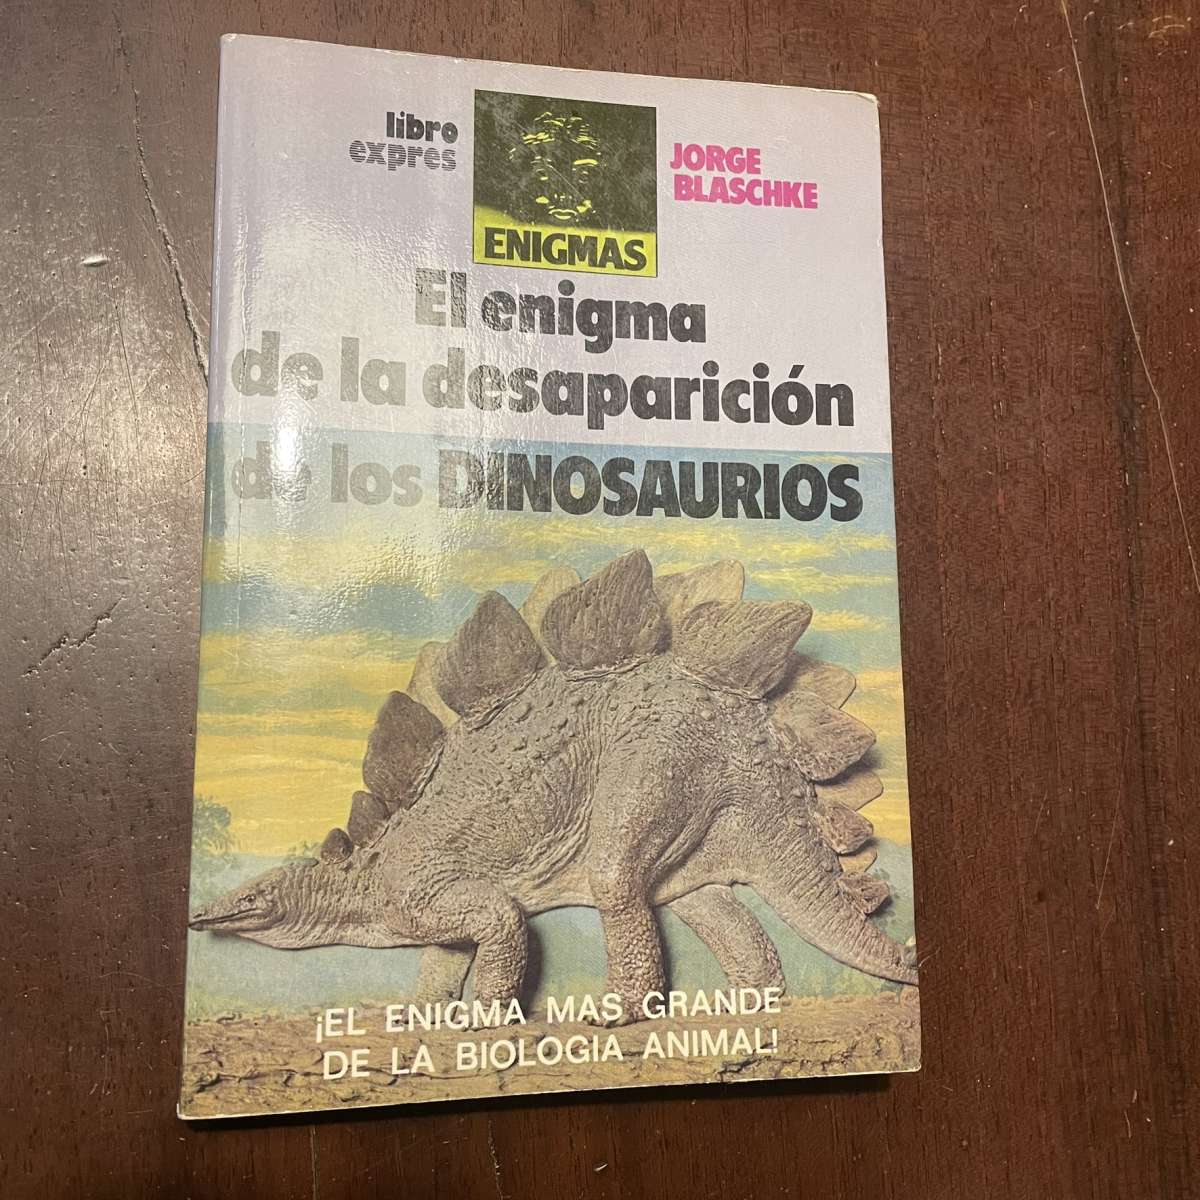 libro
expres
ENIGMAS
JORGE
BLASCHKE
El enigma
de la desaparición
de los DINOSAURIOS
¡EL ENIGMA MAS GRANDE
DE LA BIOLOGIA ANIMAL!